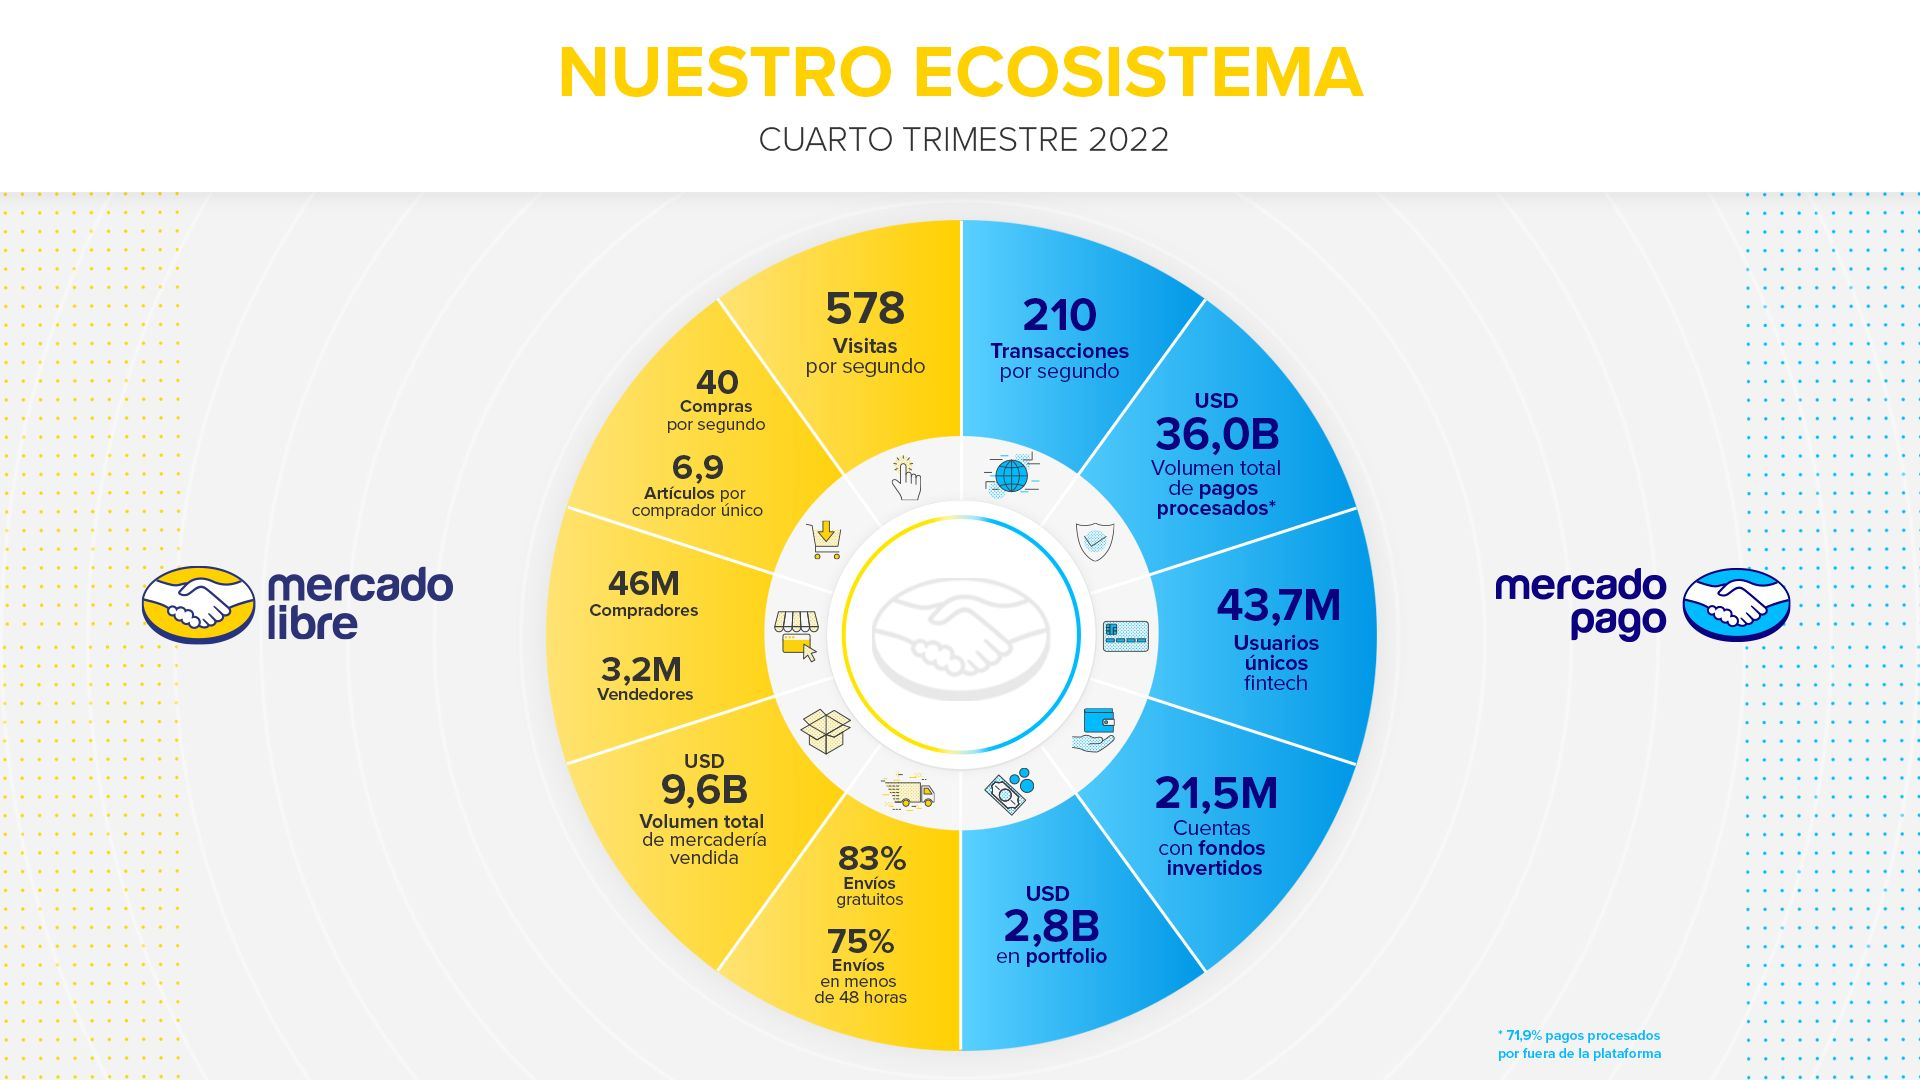 NUESTRO ECOSISTEMA
CUARTO TRIMESTRE 2022
mercado
libre
578
Visitas
por segundo
40
Compras
por segundo
6,9
Artículos por
comprador único
46M
Compradores
3,2M
Vendedores
USD
9,6B
Volumen total
de mercadería
vendida
83%
Envíos
gratuitos
75%
Envíos
en menos
de 48 horas
210
Transacciones
por segundo
USD
36,0B
Volumen total
de pagos
procesados*
43,7M
Usuarios
únicos
fintech
21,5M
Cuentas
con fondos
invertidos
USD
2,8B
en portfolio
mercado
pago
* 71,9% pagos procesados
por fuera de la plataforma